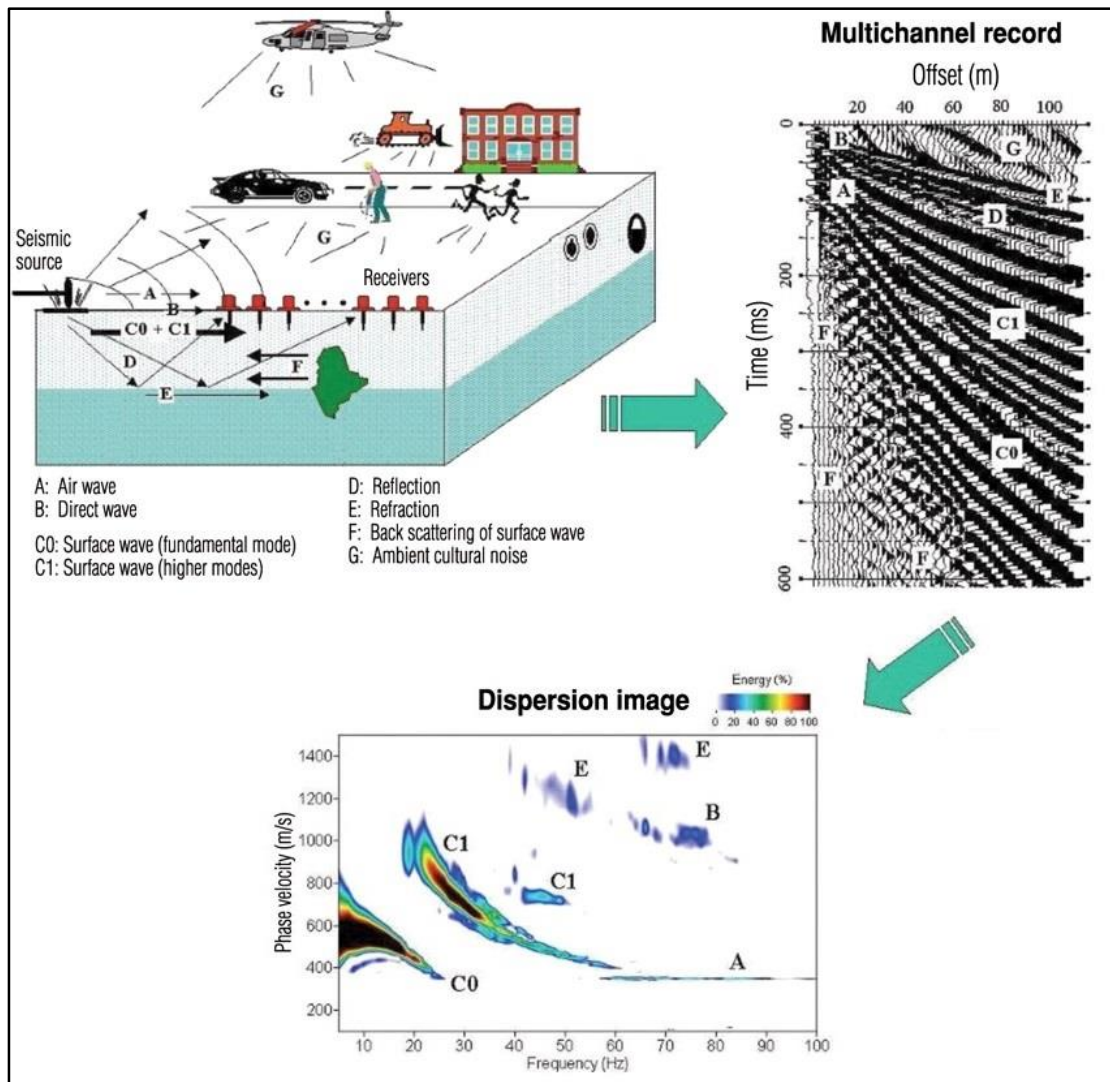 Multichannel record
Offset (m)
0 20 40 60 80 100
0
200
400
600
Time (ms)
B
G
A
E
D
C1
F
C0
F
F
G
G
Seismic
source
Receivers
A
B
C0 + C1
D
F
E
A: Air wave
B: Direct wave
C0: Surface wave (fundamental mode)
C1: Surface wave (higher modes)
D: Reflection
E: Refraction
F: Back scattering of surface wave
G: Ambient cultural noise
Dispersion image
Energy (%)
0 20 40 60 80 100
Phase velocity (m/s)
1400
1200
1000
800
600
400
200
E
E
B
C1
C1
A
C0
10 20 30 40 50 60 70 80 90 100
Frequency (Hz)